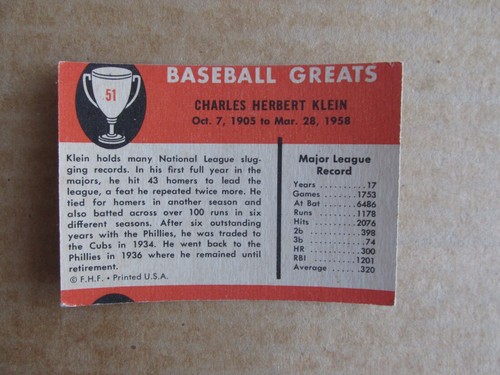 51
BASEBALL GREATS
CHARLES HERBERT KLEIN
Oct. 7, 1905 to Mar. 28, 1958
Klein holds many National League slug-
ging records. In his first full year in the
majors, he hit 43 homers to lead the
league, a feat he repeated twice more. He
tied for homers in another season and
also batted across over 100 runs in six
different seasons. After six outstanding
years with the Phillies, he was traded to
the Cubs in 1934. He went back to the
Phillies in 1936 where he remained until
retirement.
© F.H.F. • Printed U.S.A.
Major League
Record
Years ..........17
Games .......1753
At Bat ........6486
Runs .........1178
Hits ..........2076
2b ............398
3b .............74
HR ............300
RBI ..........1201
Average ......320